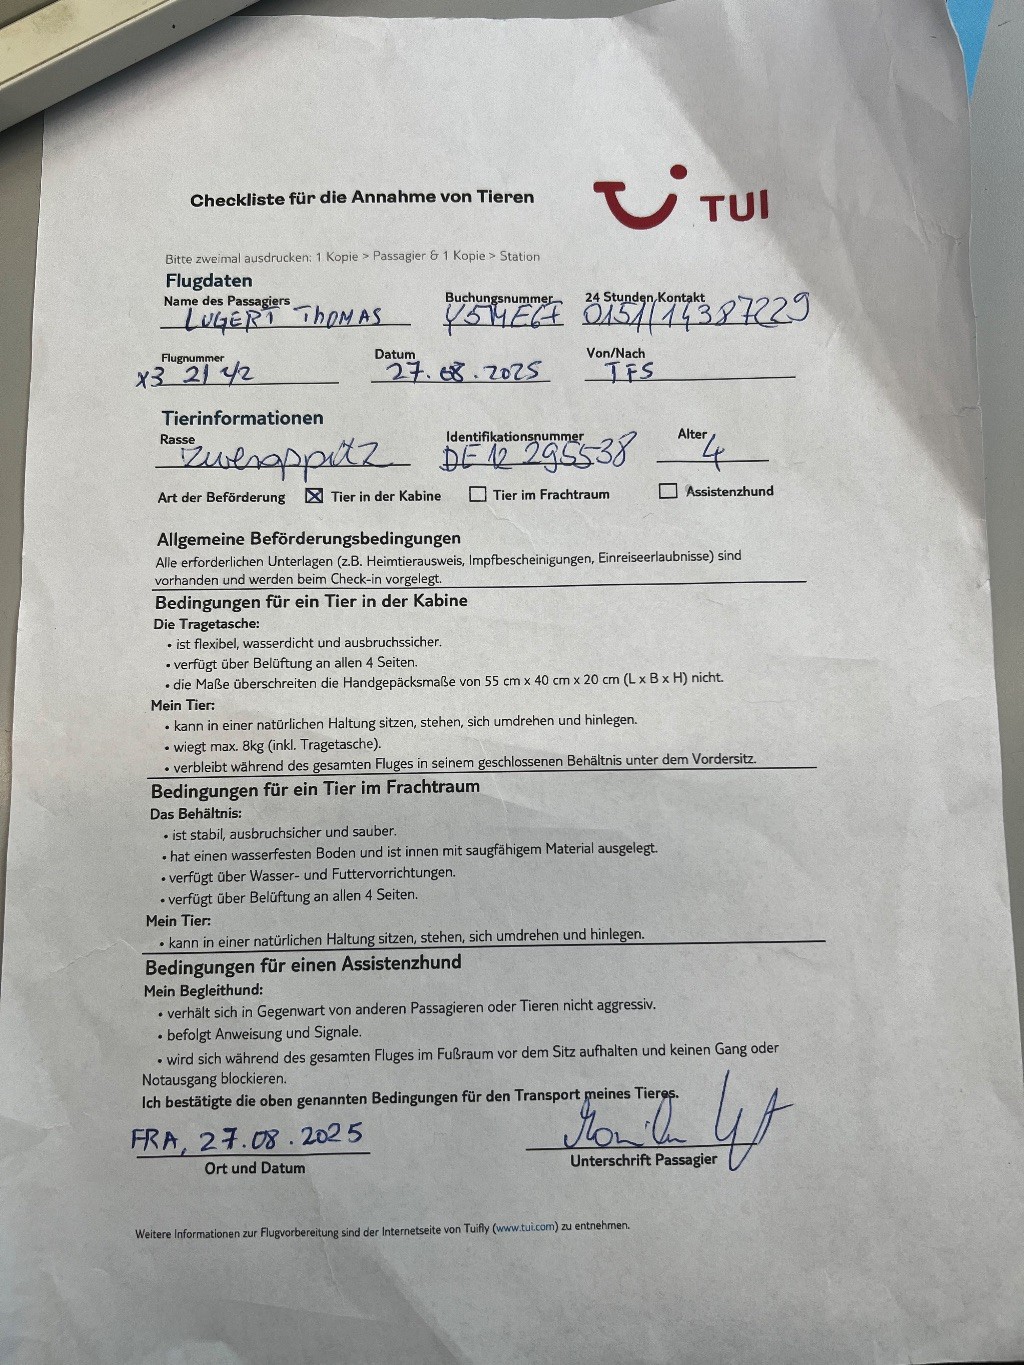 Checkliste für die Annahme von Tieren
TUI
Bitte zweimal ausdrucken: 1 Kopie > Passagier & 1 Kopie > Station
Flugdaten
Name des Passagiers Buchungsnummer 24 Stunden Kontakt
LUGERT THOMAS 0151/14387229
Flugnummer Datum Von/Nach
X3 21 27.08.2025 TFS
Tierinformationen
Rasse Identifikationsnummer Alter
DE 12 295538 4
Art der Beförderung ☒ Tier in der Kabine ☐ Tier im Frachtraum ☐ Assistenzhund
Allgemeine Beförderungsbedingungen
Alle erforderlichen Unterlagen (z.B. Heimtierausweis, Impfbescheinigungen, Einreiseerlaubnisse) sind
vorhanden und werden beim Check-in vorgelegt.
Bedingungen für ein Tier in der Kabine
Die Tragetasche:
• ist flexibel, wasserdicht und ausbruchssicher.
• verfügt über Belüftung an allen 4 Seiten.
• die Maße überschreiten die Handgepäcksmaße von 55 cm x 40 cm x 20 cm (L x B x H) nicht.
Mein Tier:
• kann in einer natürlichen Haltung sitzen, stehen, sich umdrehen und hinlegen.
• wiegt max. 8kg (inkl. Tragetasche).
• verbleibt während des gesamten Fluges in seinem geschlossenen Behältnis unter dem Vordersitz.
Bedingungen für ein Tier im Frachtraum
Das Behältnis:
• ist stabil, ausbruchsicher und sauber.
• hat einen wasserfesten Boden und ist innen mit saugfähigem Material ausgelegt.
• verfügt über Wasser- und Futtervorrichtungen.
• verfügt über Belüftung an allen 4 Seiten.
Mein Tier:
• kann in einer natürlichen Haltung sitzen, stehen, sich umdrehen und hinlegen.
Bedingungen für einen Assistenzhund
Mein Begleithund:
• verhält sich in Gegenwart von anderen Passagieren oder Tieren nicht aggressiv.
• befolgt Anweisung und Signale.
• wird sich während des gesamten Fluges im Fußraum vor dem Sitz aufhalten und keinen Gang oder
Notausgang blockieren.
Ich bestätigte die oben genannten Bedingungen für den Transport meines Tieres.
FRA, 27.08.2025
Ort und Datum Unterschrift Passagier
Weitere Informationen zur Flugvorbereitung sind der Internetseite von Tuifly (www.tui.com) zu entnehmen.